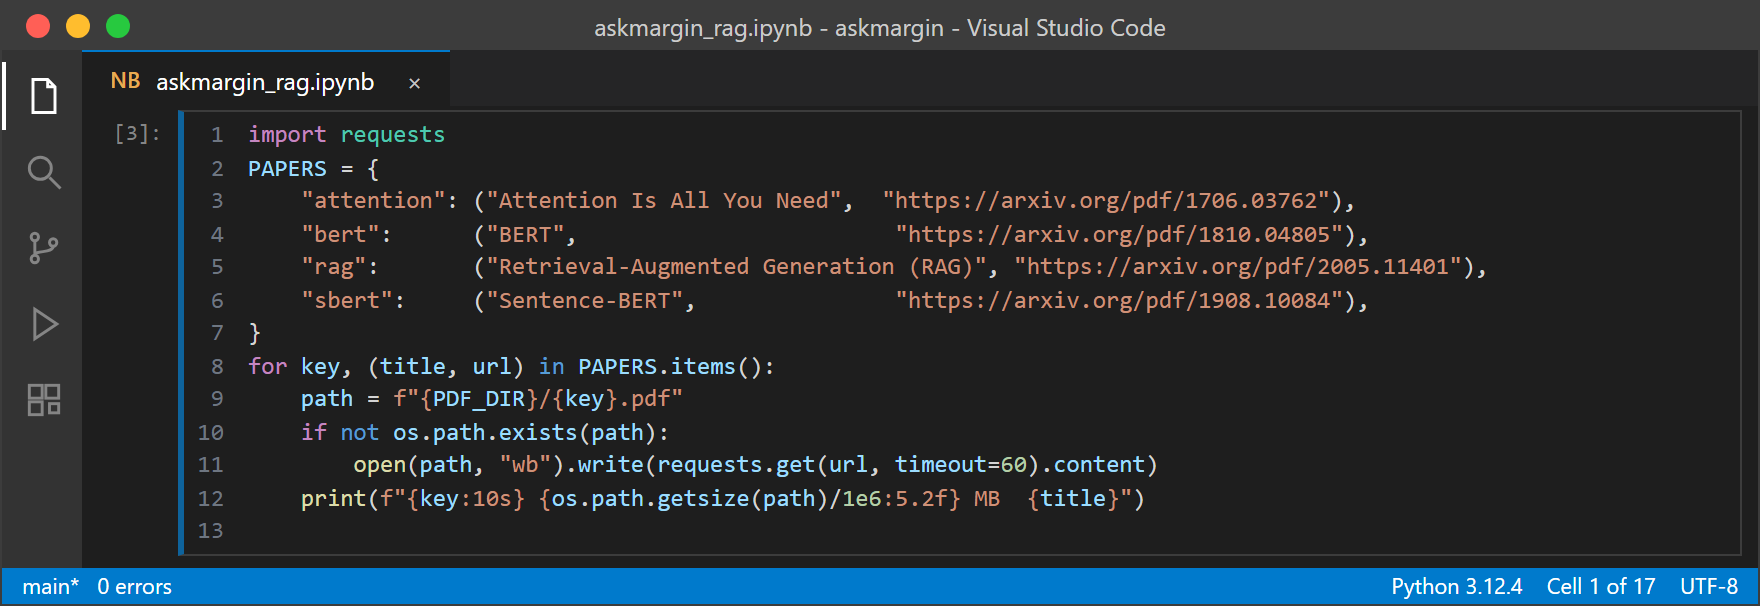 askmargin_rag.ipynb - askmargin - Visual Studio Code
NB askmargin_rag.ipynb ×
[3]:
1 import requests
2 PAPERS = {
3     "attention": ("Attention Is All You Need",  "https://arxiv.org/pdf/1706.03762"),
4     "bert":      ("BERT",                        "https://arxiv.org/pdf/1810.04805"),
5     "rag":       ("Retrieval-Augmented Generation (RAG)", "https://arxiv.org/pdf/2005.11401"),
6     "sbert":     ("Sentence-BERT",               "https://arxiv.org/pdf/1908.10084"),
7 }
8 for key, (title, url) in PAPERS.items():
9     path = f"{PDF_DIR}/{key}.pdf"
10     if not os.path.exists(path):
11         open(path, "wb").write(requests.get(url, timeout=60).content)
12     print(f"{key:10s} {os.path.getsize(path)/1e6:5.2f} MB  {title}")
13
main* 0 errors Python 3.12.4 Cell 1 of 17 UTF-8